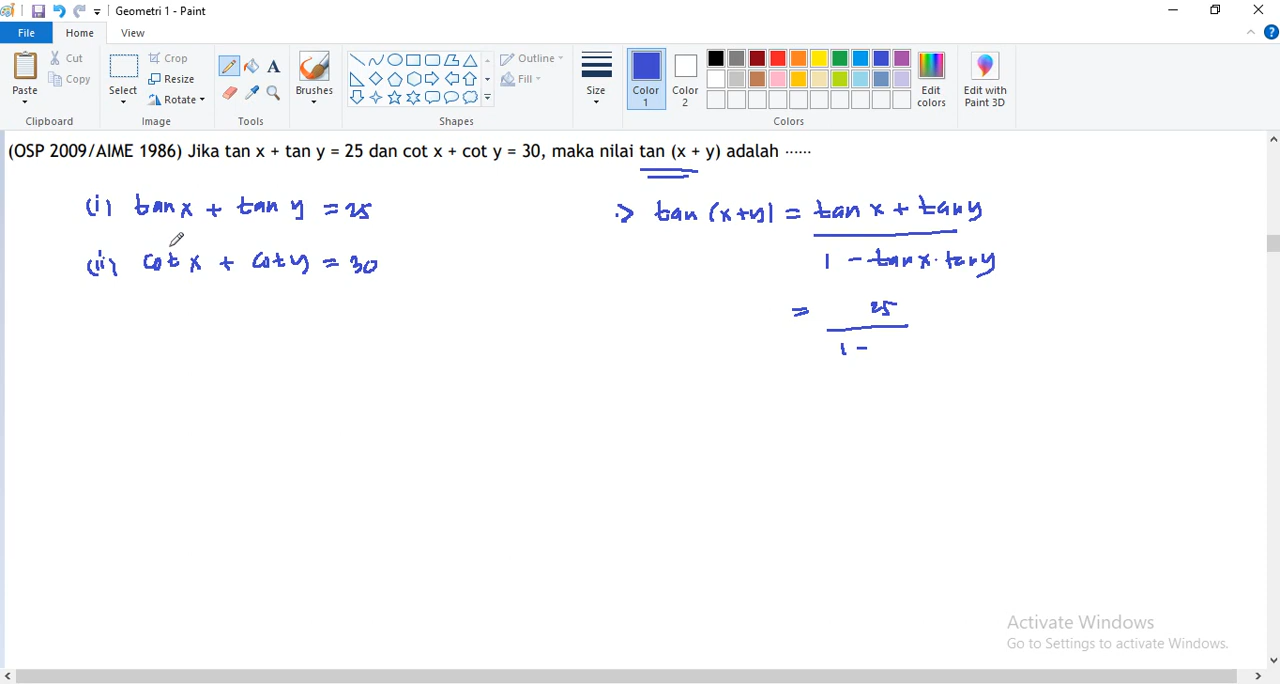 Geometri 1 - Paint
File Home View
Paste Cut Copy
Clipboard
Select Crop Resize Rotate
Image
Tools
Brushes
Shapes
Outline
Fill
Size
Color 1
Color 2
Edit colors
Colors
Edit with Paint 3D
(OSP 2009/AIME 1986) Jika tan x + tan y = 25 dan cot x + cot y = 30, maka nilai tan (x + y) adalah ......
(i) tan x + tan y = 25
(ii) cot x + cot y = 30
:> tan (x+y) = tan x + tan y
1 - tan x . tan y
= 25
1 -
Activate Windows
Go to Settings to activate Windows.